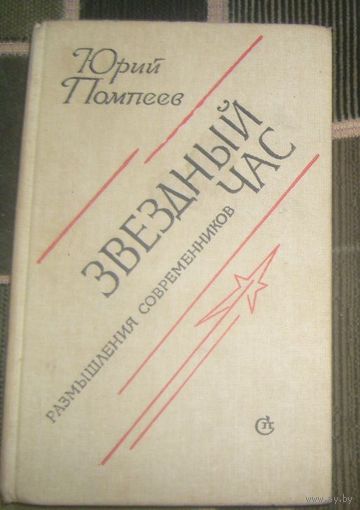 Юрий
Помпеев
ЗВЕЗДНЫЙ
ЧАС
РАЗМЫШЛЕНИЯ СОВРЕМЕННИКОВ